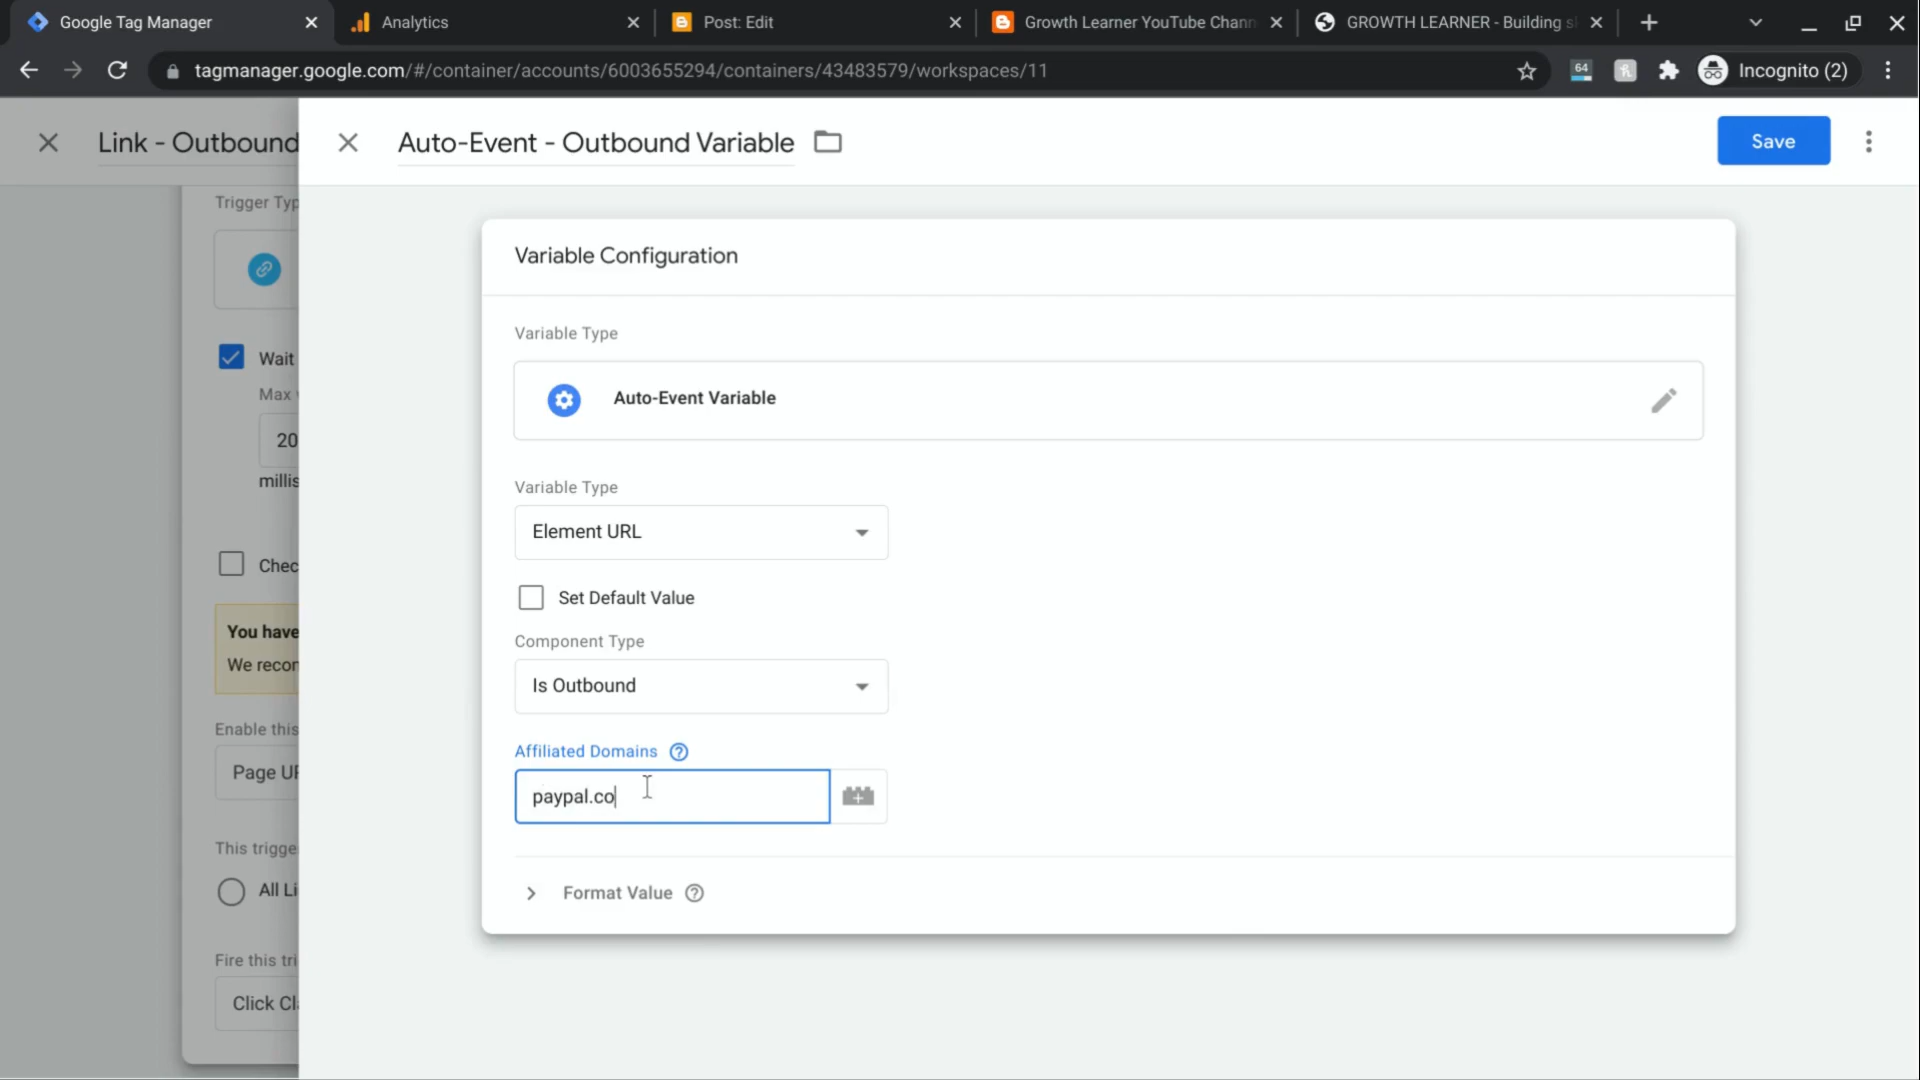 Google Tag Manager
Analytics
Post: Edit
Growth Learner YouTube Chann
GROWTH LEARNER - Building s
tagmanager.google.com/#/container/accounts/6003655294/containers/43483579/workspaces/11
64
Incognito (2)
Link - Outbound
Auto-Event - Outbound Variable
Save
Trigger Typ
Wait
Max
20
millis
Chec
You have
We recor
Enable this
Page UR
This trigge
All Li
Fire this tri
Click Cl
Variable Configuration
Variable Type
Auto-Event Variable
Variable Type
Element URL
Set Default Value
Component Type
Is Outbound
Affiliated Domains
paypal.co
Format Value